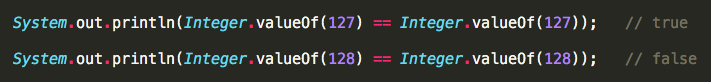 System.out.println(Integer.valueOf(127) == Integer.valueOf(127));   // true
System.out.println(Integer.valueOf(128) == Integer.valueOf(128));   // false